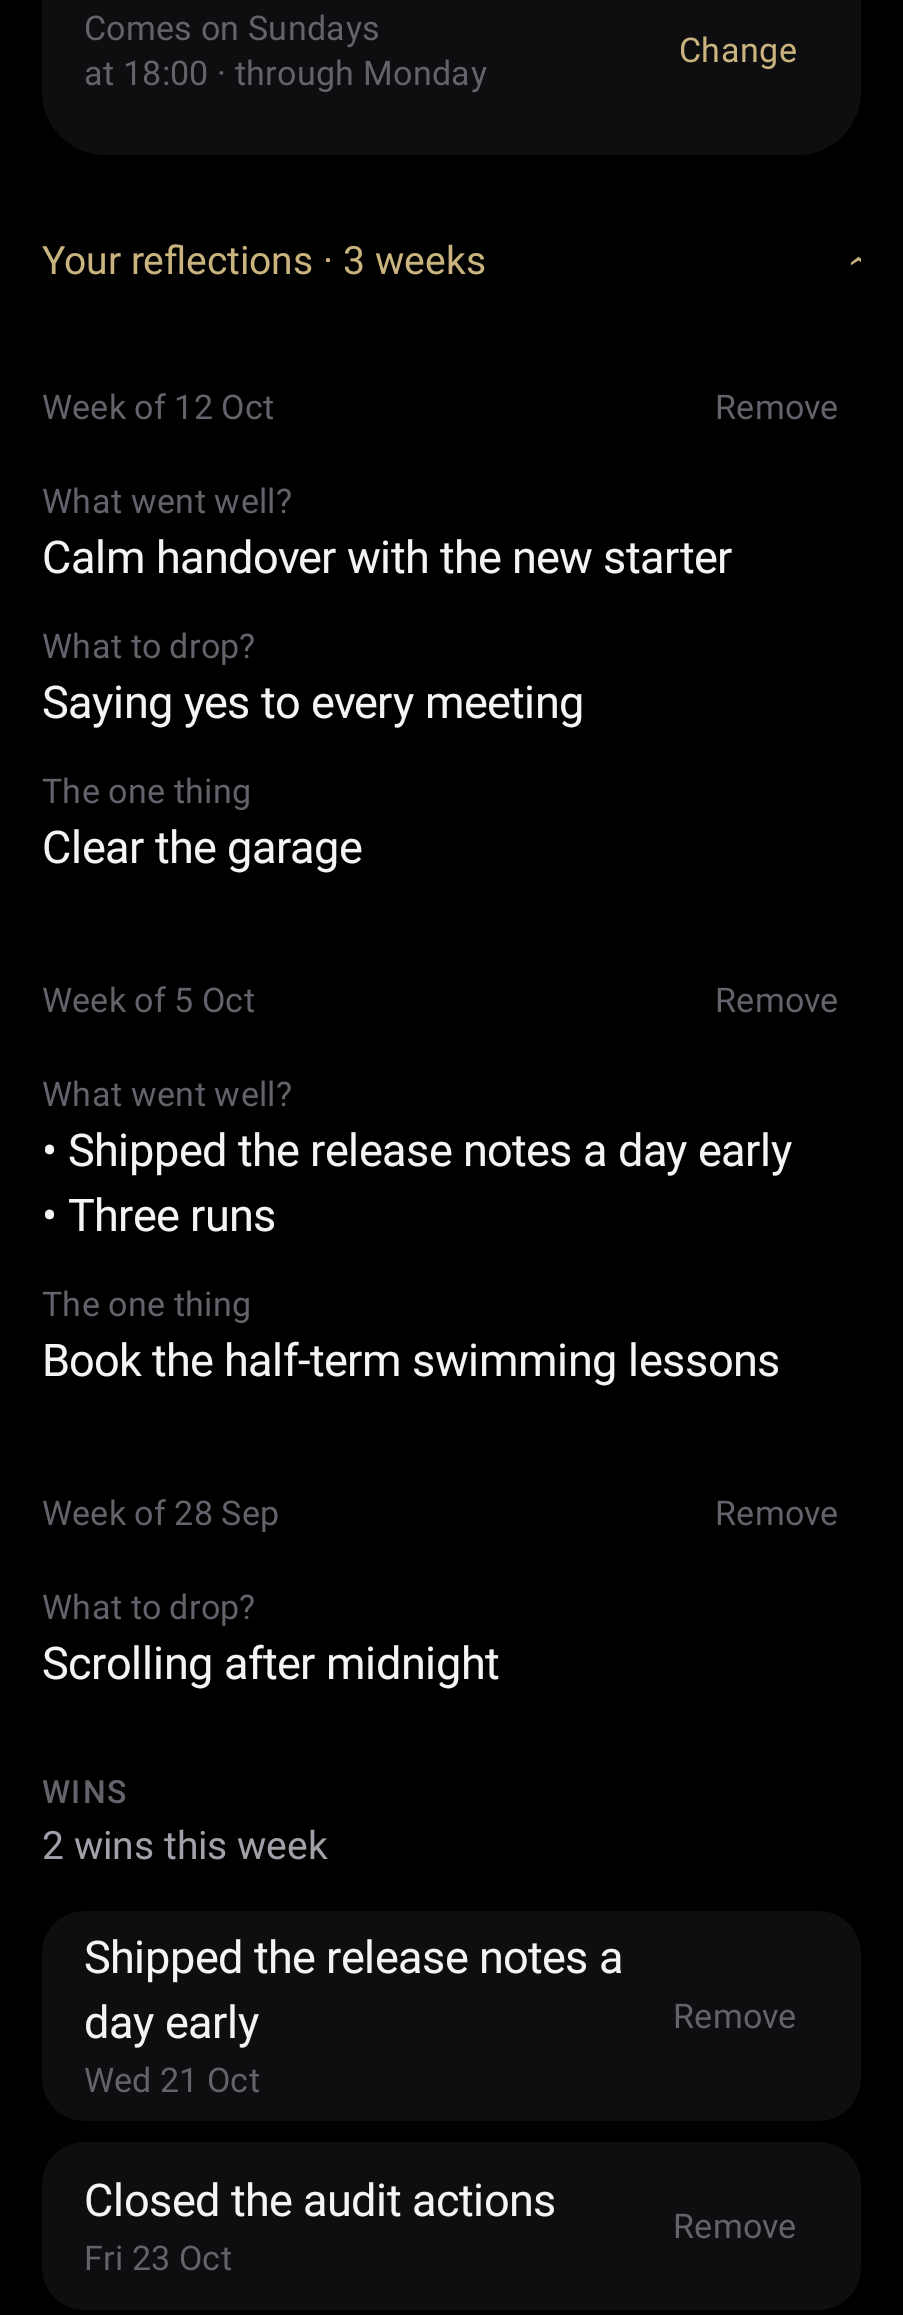 Comes on Sundays
at 18:00 · through Monday
Change
Your reflections · 3 weeks
Week of 12 Oct
Remove
What went well?
Calm handover with the new starter
What to drop?
Saying yes to every meeting
The one thing
Clear the garage
Week of 5 Oct
Remove
What went well?
• Shipped the release notes a day early
• Three runs
The one thing
Book the half-term swimming lessons
Week of 28 Sep
Remove
What to drop?
Scrolling after midnight
WINS
2 wins this week
Shipped the release notes a
day early
Wed 21 Oct
Remove
Closed the audit actions
Fri 23 Oct
Remove